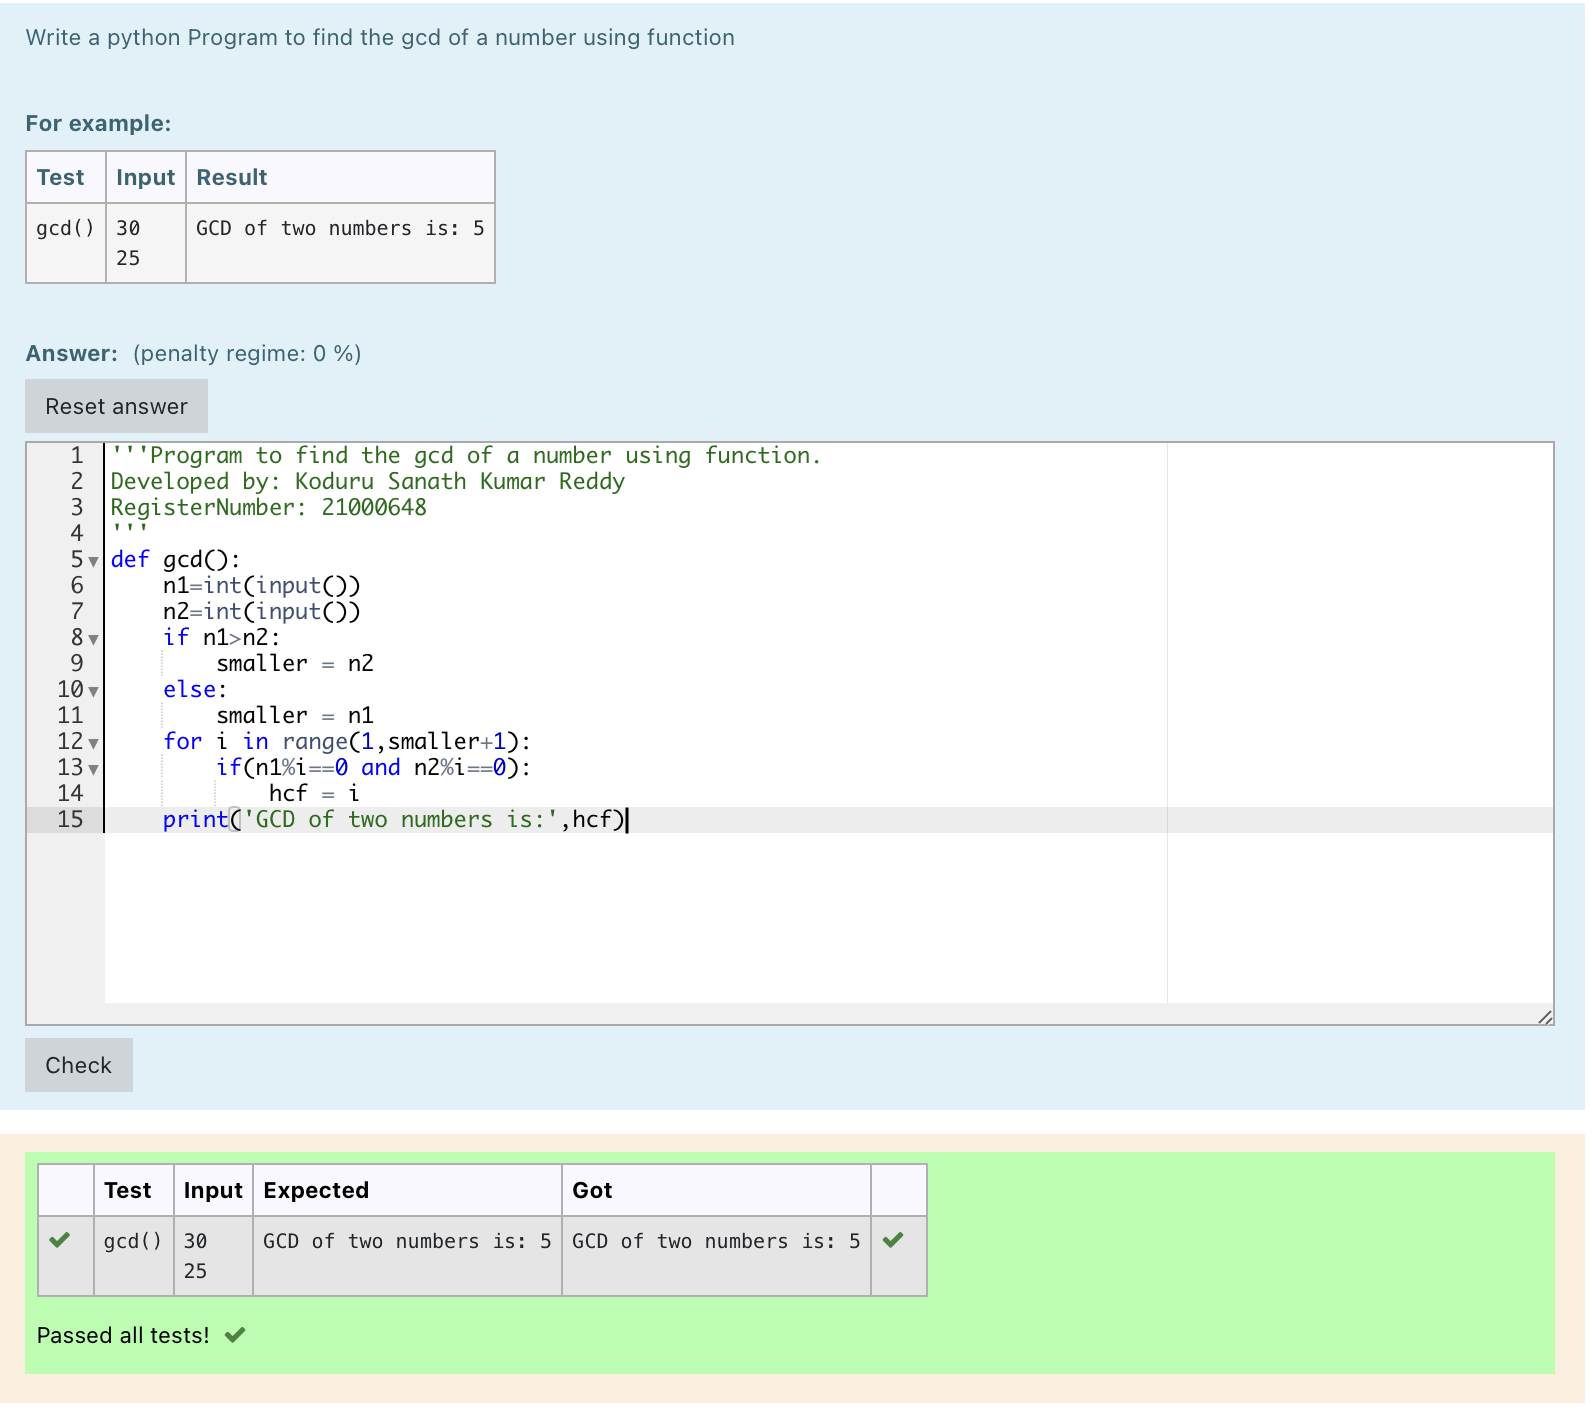 Write a python Program to find the gcd of a number using function
For example:
Test Input Result
gcd() 30 GCD of two numbers is: 5
25
Answer: (penalty regime: 0 %)
Reset answer
1 '''Program to find the gcd of a number using function.
2 Developed by: Koduru Sanath Kumar Reddy
3 RegisterNumber: 21000648
4 '''
5 def gcd():
6     n1=int(input())
7     n2=int(input())
8     if n1>n2:
9         smaller = n2
10     else:
11         smaller = n1
12     for i in range(1,smaller+1):
13         if(n1%i==0 and n2%i==0):
14             hcf = i
15     print('GCD of two numbers is:',hcf)
Check
Test Input Expected Got
gcd() 30 GCD of two numbers is: 5 GCD of two numbers is: 5
25
Passed all tests!